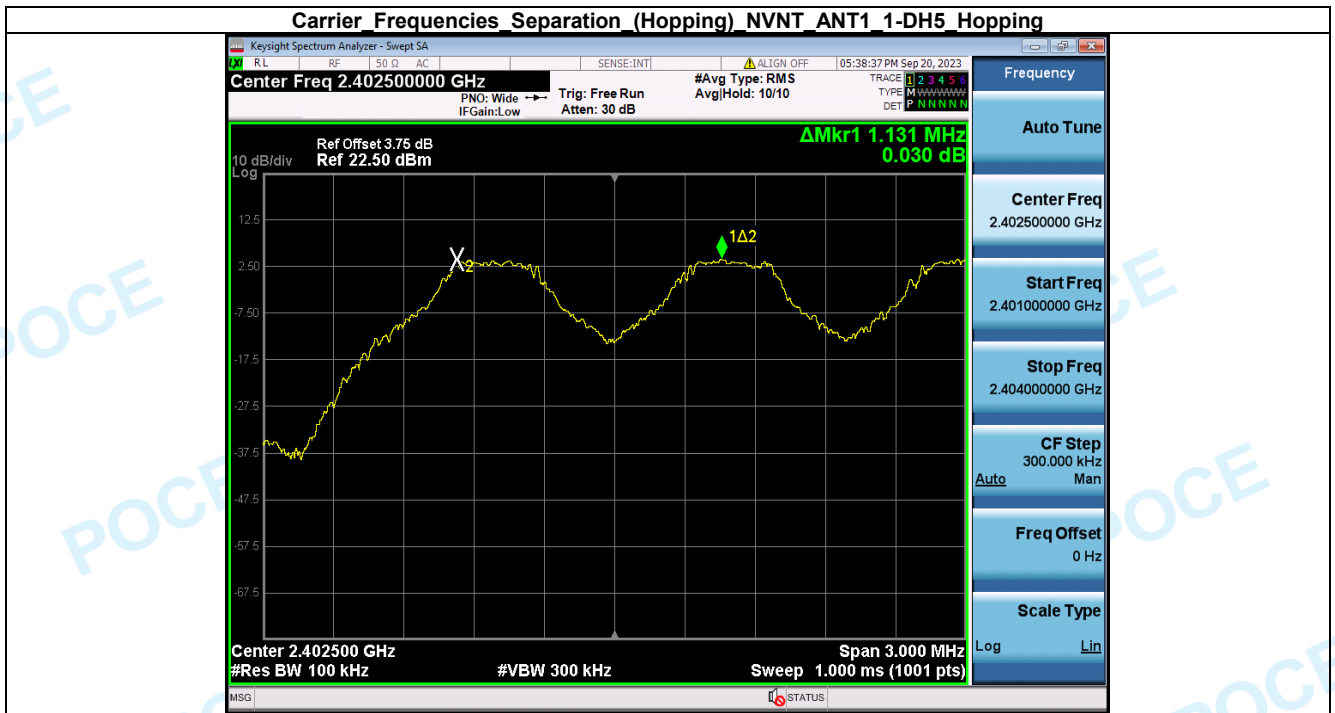 Carrier_Frequencies_Separation_(Hopping)_NVNT_ANT1_1-DH5_Hopping
Keysight Spectrum Analyzer - Swept SA
LXI RL RF 50 Ω AC SENSE:INT ALIGN OFF 05:38:37 PM Sep 20, 2023
Center Freq 2.402500000 GHz
PNO: Wide
IFGain:Low
Trig: Free Run
Atten: 30 dB
#Avg Type: RMS
Avg|Hold: 10/10
TRACE 1 2 3 4 5 6
TYPE M WWWWW
DET P N N N N N
Ref Offset 3.75 dB
Ref 22.50 dBm
10 dB/div
Log
ΔMkr1 1.131 MHz
0.030 dB
12.5
2.50
-7.50
-17.5
-27.5
-37.5
-47.5
-57.5
-67.5
X2
1Δ2
Center 2.402500 GHz
Span 3.000 MHz
#Res BW 100 kHz
#VBW 300 kHz
Sweep 1.000 ms (1001 pts)
MSG
STATUS
Frequency
Auto Tune
Center Freq
2.402500000 GHz
Start Freq
2.401000000 GHz
Stop Freq
2.404000000 GHz
CF Step
300.000 kHz
Auto Man
Freq Offset
0 Hz
Scale Type
Log Lin
POCE
POCE
POCE